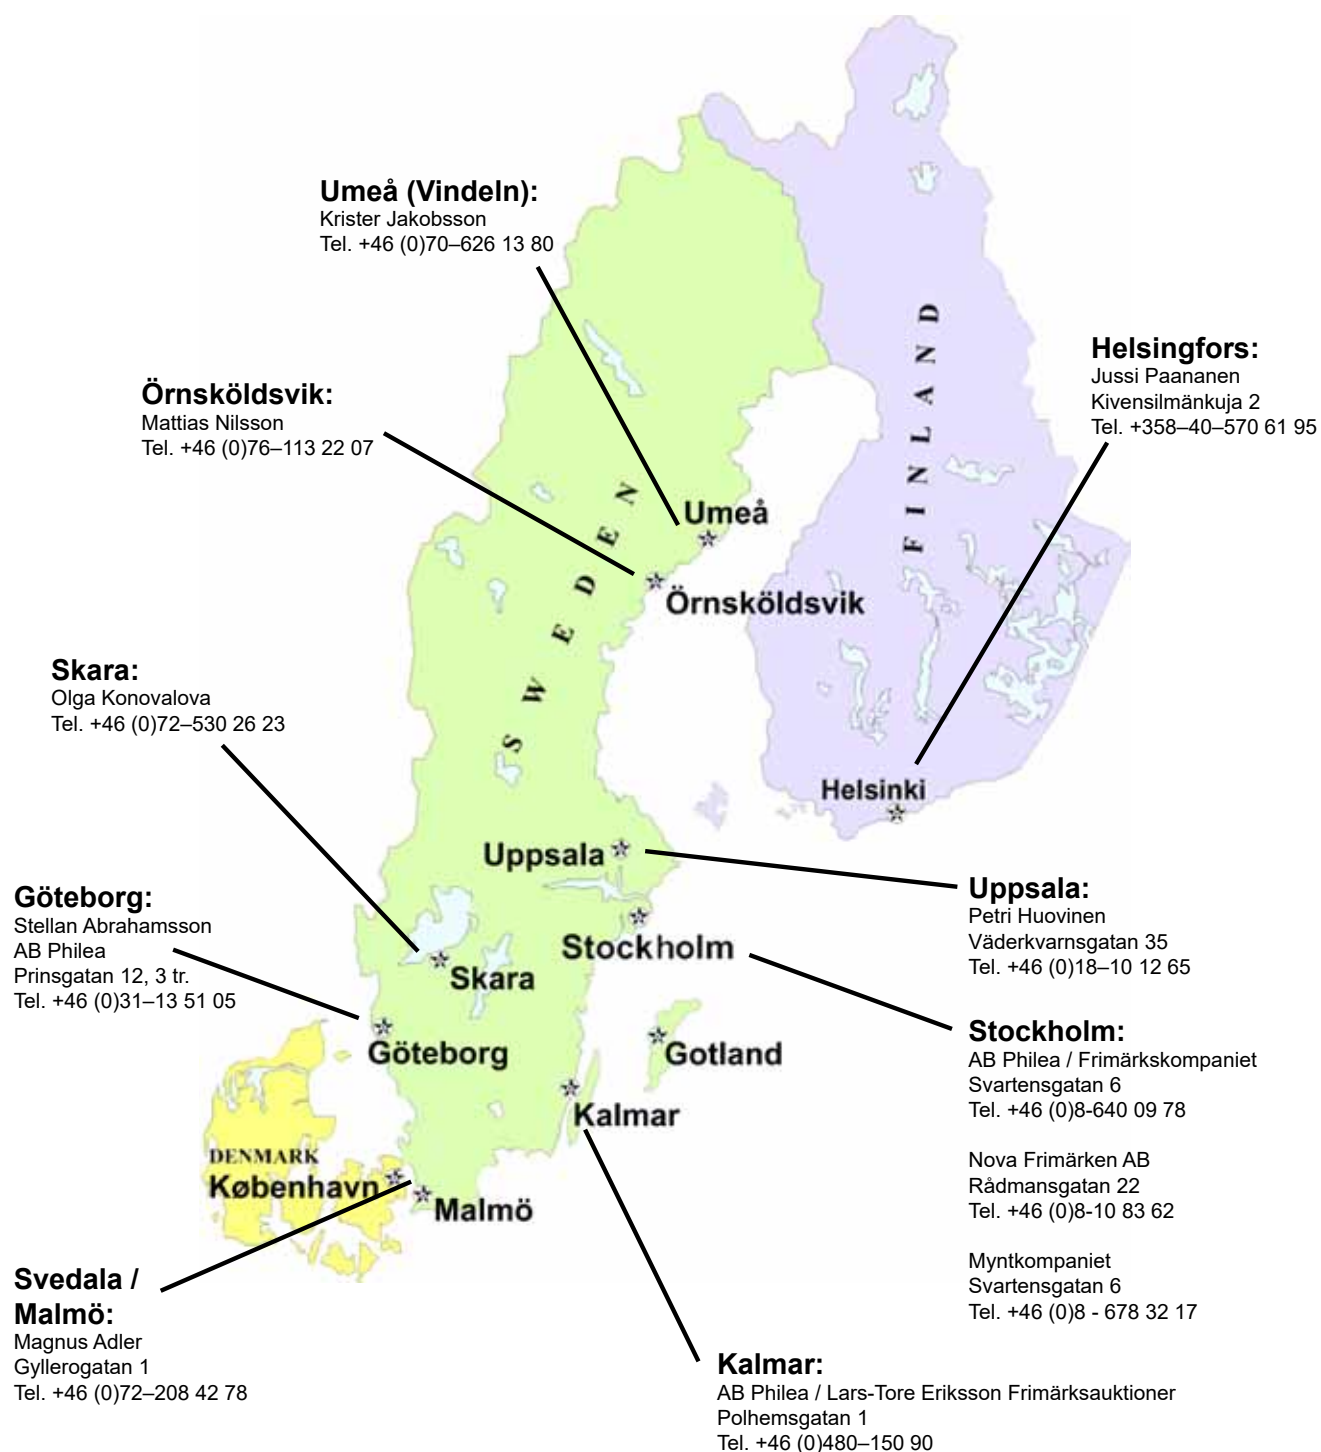 Umeå (Vindeln):
Krister Jakobsson
Tel. +46 (0)70–626 13 80
Örnsköldsvik:
Mattias Nilsson
Tel. +46 (0)76–113 22 07
Helsingfors:
Jussi Paananen
Kivensilmänkuja 2
Tel. +358–40–570 61 95
FINLAND
SWEDEN
Umeå
Örnsköldsvik
Skara:
Olga Konovalova
Tel. +46 (0)72–530 26 23
Helsinki
Uppsala
Göteborg:
Stellan Abrahamsson
AB Philea
Prinsgatan 12, 3 tr.
Tel. +46 (0)31–13 51 05
Uppsala:
Petri Huovinen
Väderkvarnsgatan 35
Tel. +46 (0)18–10 12 65
Stockholm
Skara
Göteborg
Gotland
Kalmar
Stockholm:
AB Philea / Frimärkskompaniet
Svartensgatan 6
Tel. +46 (0)8-640 09 78
Nova Frimärken AB
Rådmansgatan 22
Tel. +46 (0)8-10 83 62
Myntkompaniet
Svartensgatan 6
Tel. +46 (0)8 - 678 32 17
DENMARK
København
Malmö
Svedala /
Malmö:
Magnus Adler
Gyllerogatan 1
Tel. +46 (0)72–208 42 78
Kalmar:
AB Philea / Lars-Tore Eriksson Frimärksauktioner
Polhemsgatan 1
Tel. +46 (0)480–150 90